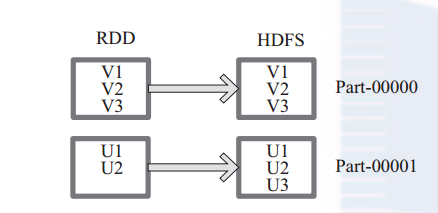 RDD
HDFS
V1
V2
V3
V1
V2
V3
Part-00000
U1
U2
U1
U2
U3
Part-00001